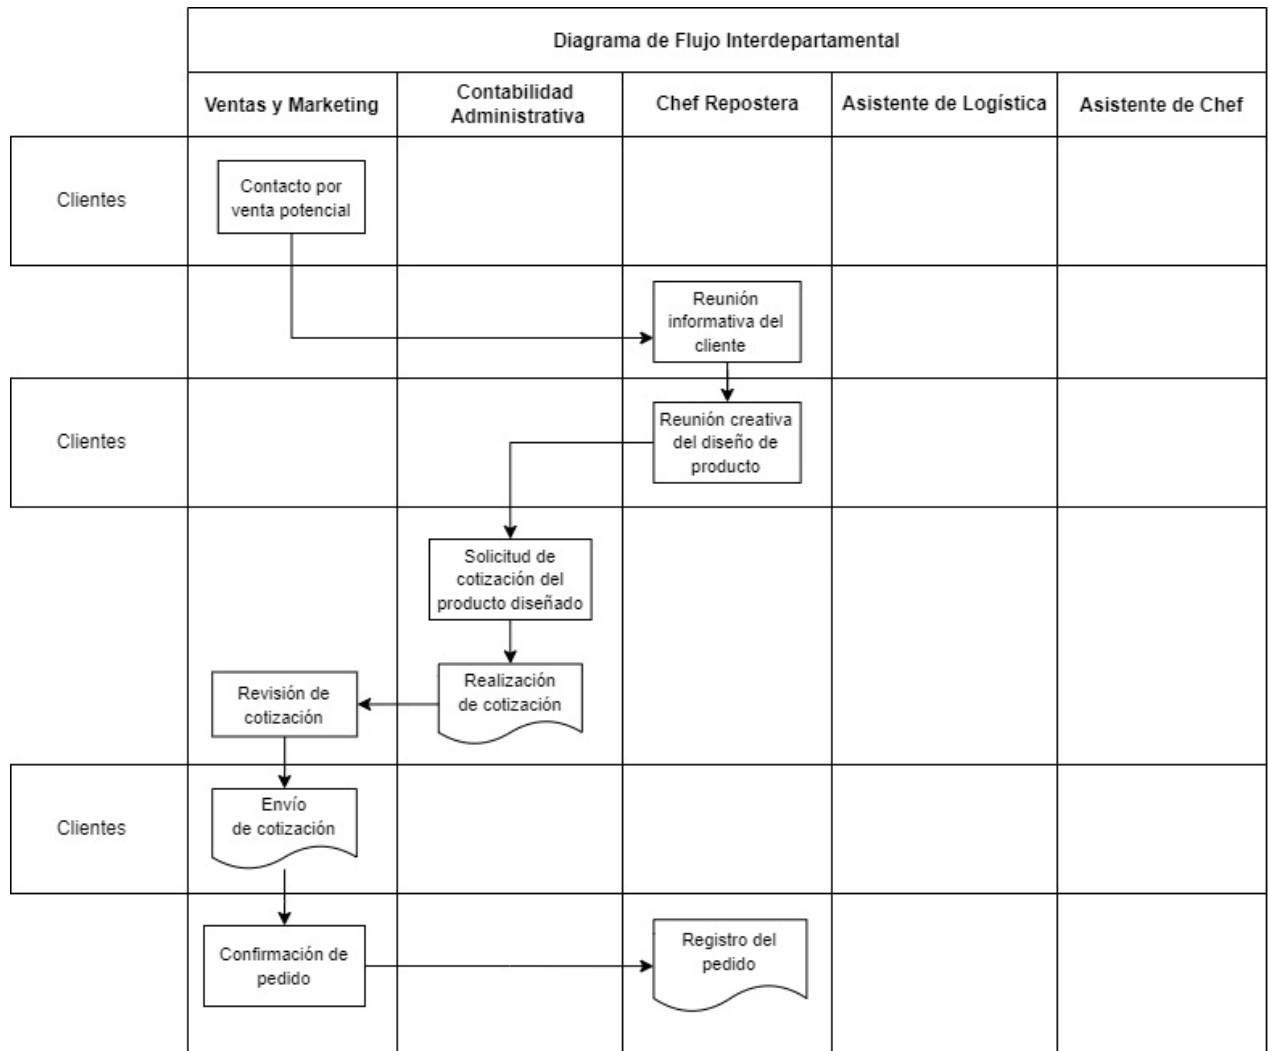 Diagrama de Flujo Interdepartamental
Ventas y Marketing
Contabilidad
Administrativa
Chef Repostera
Asistente de Logística
Asistente de Chef
Clientes
Contacto por
venta potencial
Reunión
informativa del
cliente
Clientes
Reunión creativa
del diseño de
producto
Solicitud de
cotización del
producto diseñado
Realización
de cotización
Revisión de
cotización
Clientes
Envío
de cotización
Confirmación de
pedido
Registro del
pedido